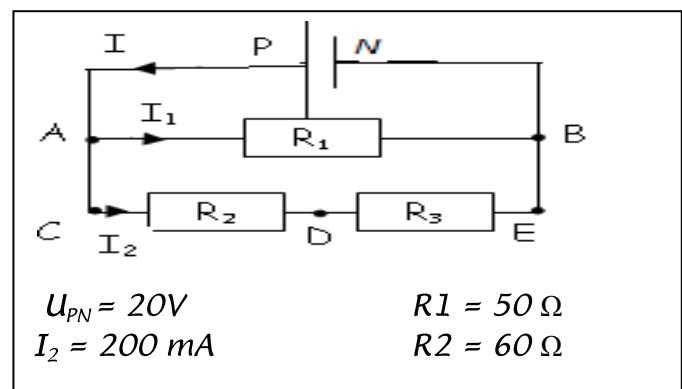 I P N
A I₁ R₁ B
C I₂ R₂ D R₃ E
U_PN = 20V R1 = 50 Ω
I₂ = 200 mA R2 = 60 Ω